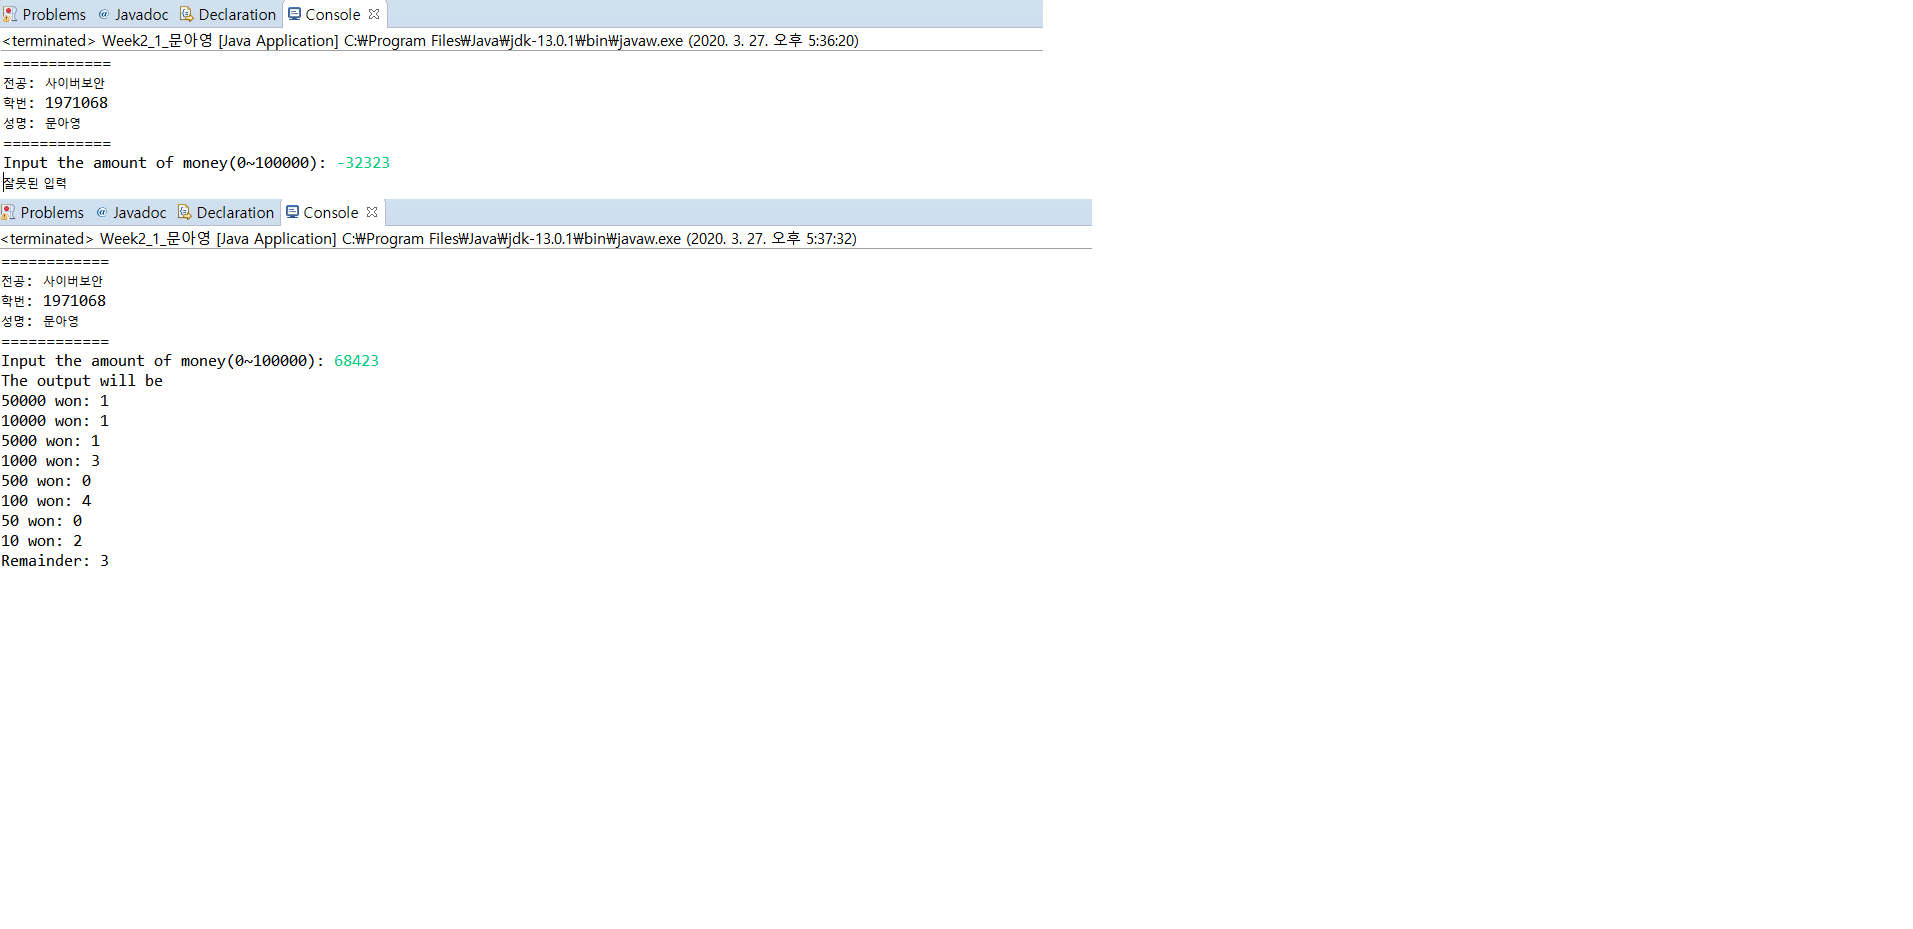 Problems @ Javadoc Declaration Console
<terminated> Week2_1_문아영 [Java Application] C:₩Program Files₩Java₩jdk-13.0.1₩bin₩javaw.exe (2020. 3. 27. 오후 5:36:20)
============
전공: 사이버보안
학번: 1971068
성명: 문아영
============
Input the amount of money(0~100000): -32323
잘못된 입력
Problems @ Javadoc Declaration Console
<terminated> Week2_1_문아영 [Java Application] C:₩Program Files₩Java₩jdk-13.0.1₩bin₩javaw.exe (2020. 3. 27. 오후 5:37:32)
============
전공: 사이버보안
학번: 1971068
성명: 문아영
============
Input the amount of money(0~100000): 68423
The output will be
50000 won: 1
10000 won: 1
5000 won: 1
1000 won: 3
500 won: 0
100 won: 4
50 won: 0
10 won: 2
Remainder: 3